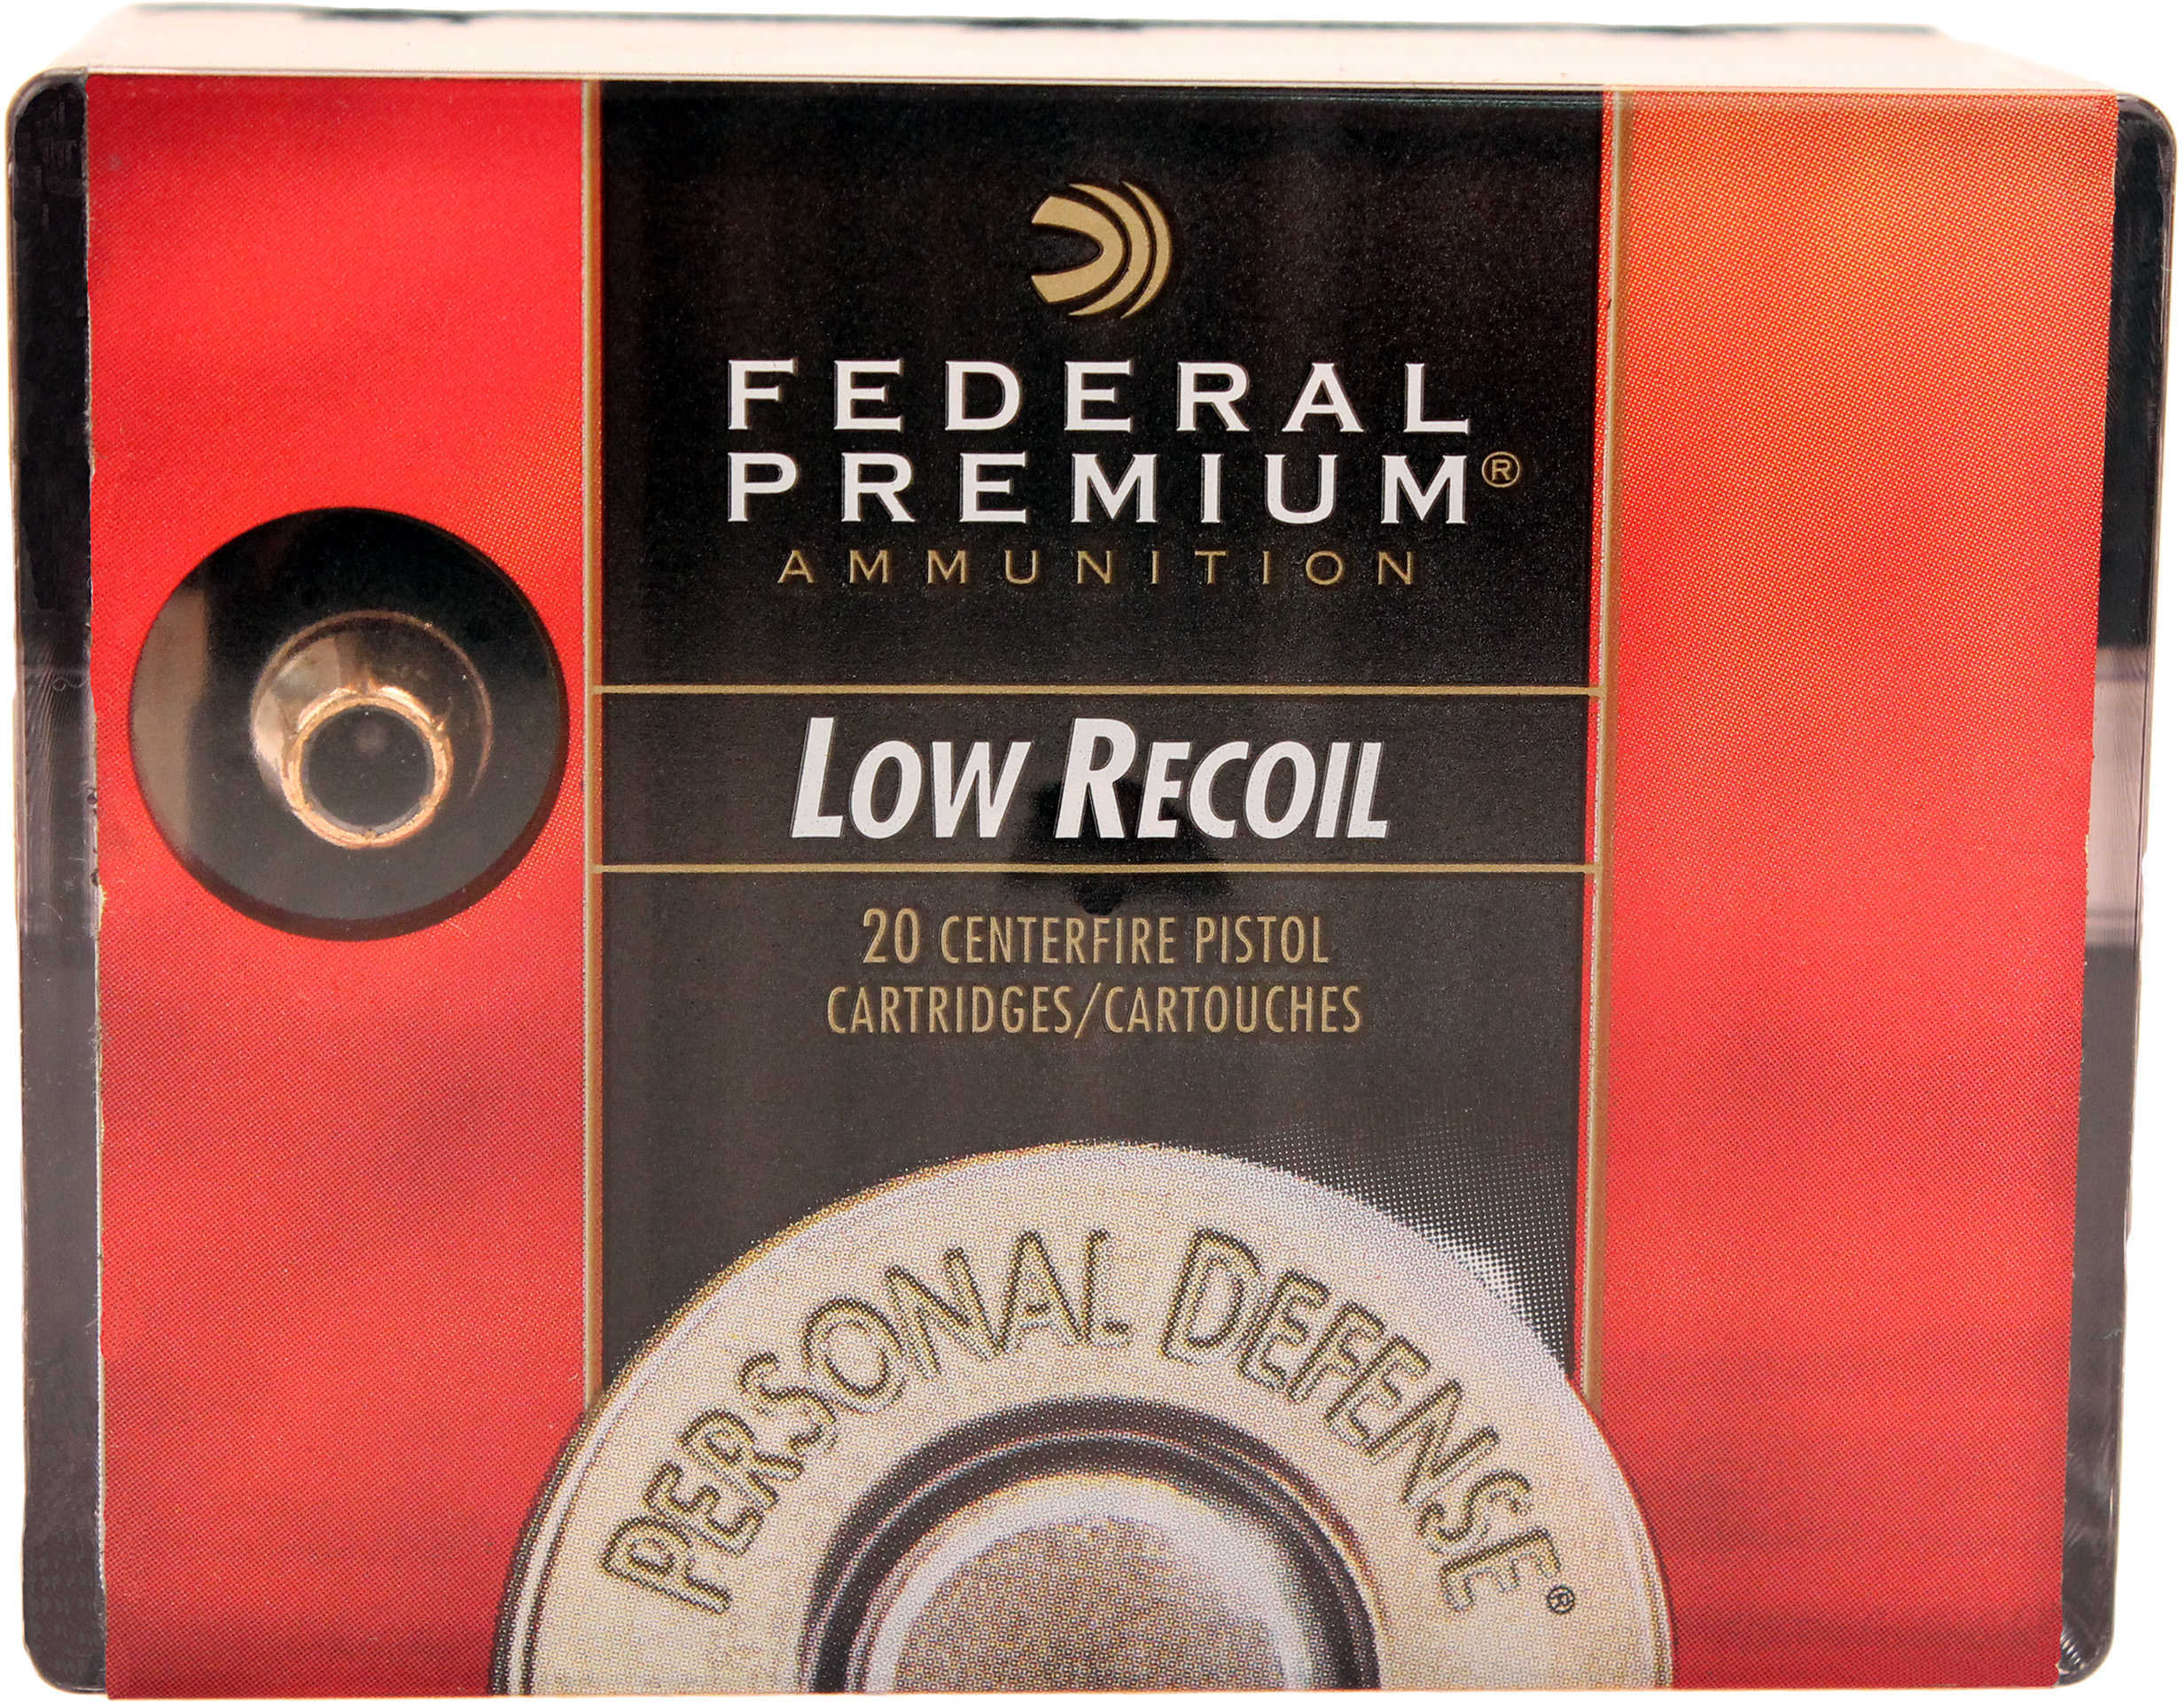 FEDERAL
PREMIUM®
AMMUNITION
LOW RECOIL
20 CENTERFIRE PISTOL
CARTRIDGES/CARTOUCHES
PERSONAL DEFENSE®